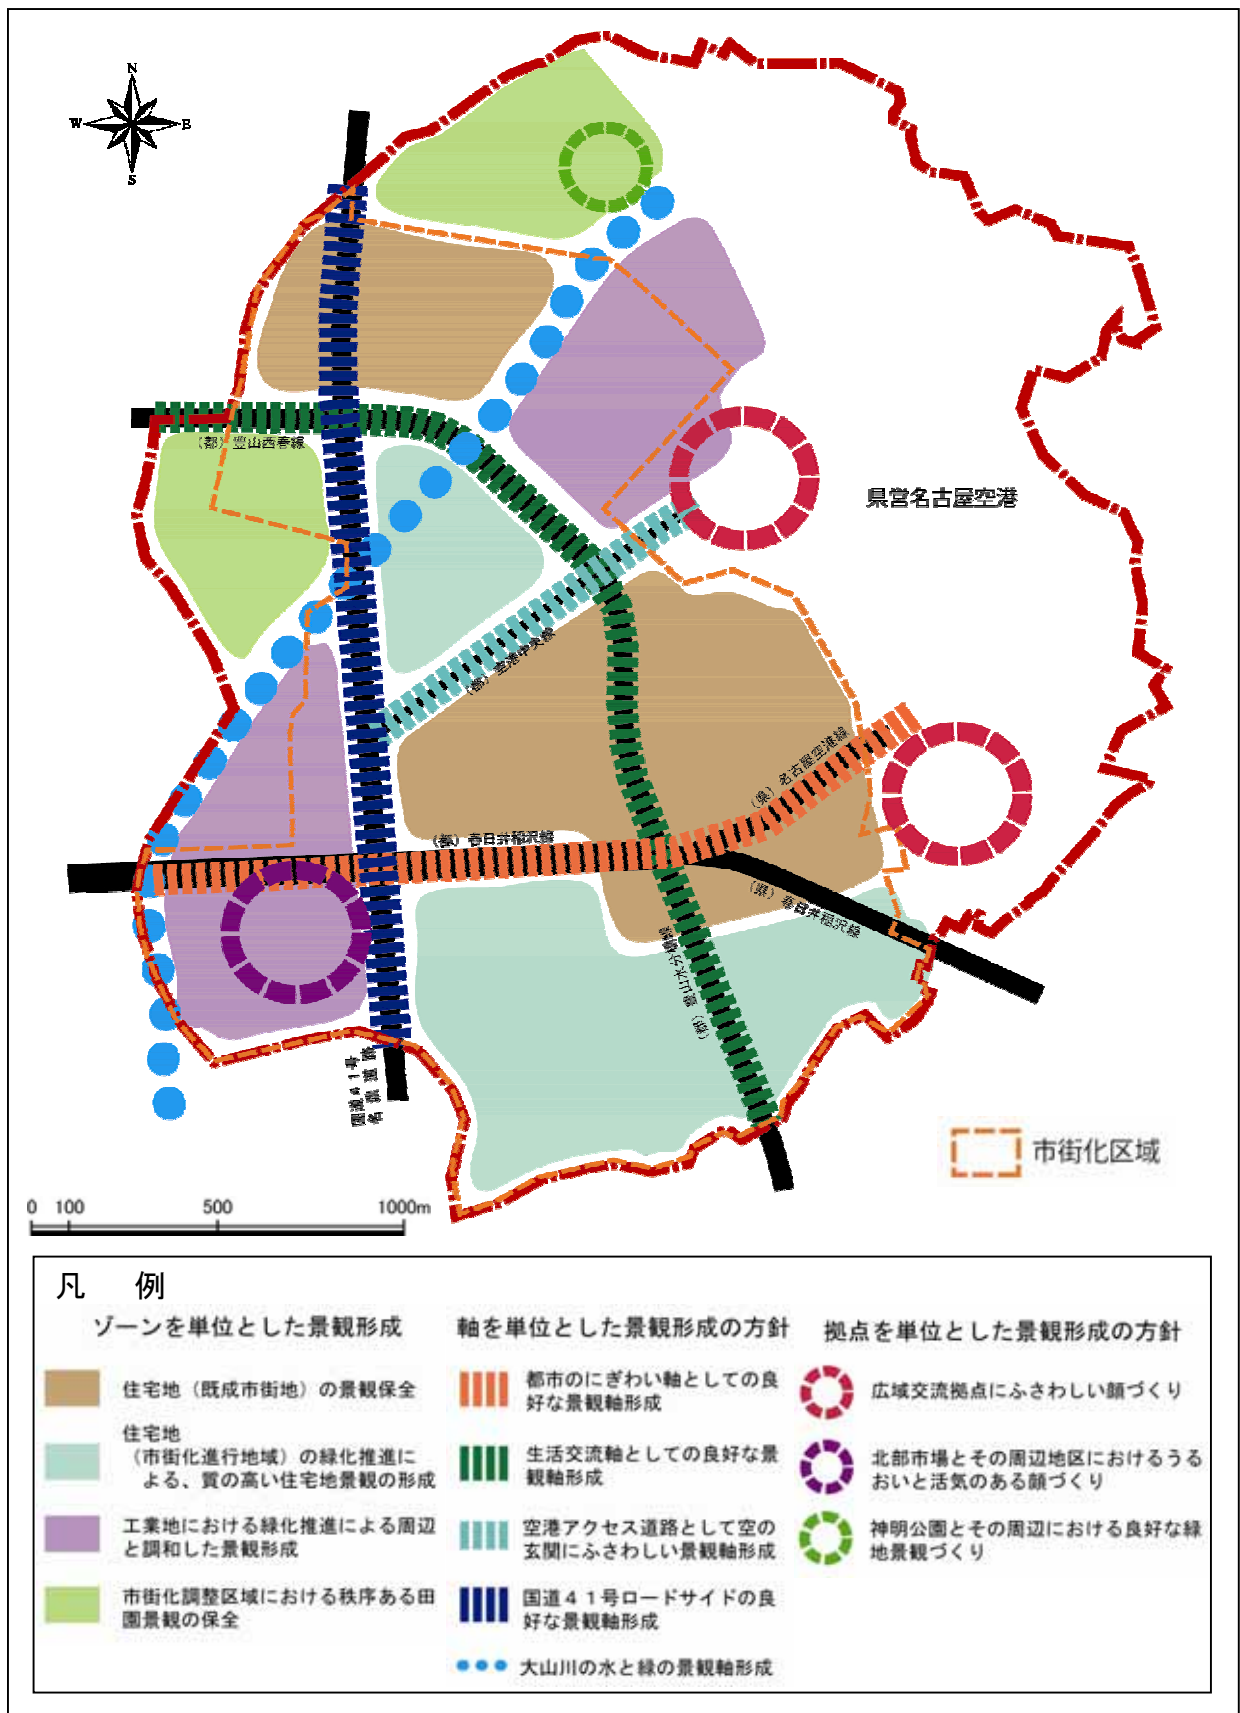 N
W E
S
(都)豊山西春線
県営名古屋空港
(都)空港中央線
(県)名古屋空港線
(都)春日井稲沢線
(県)春日井稲沢線
(都)豊山水分橋線
国道41号
名濃道路
市街化区域
0 100 500 1000m
凡 例
ゾーンを単位とした景観形成
住宅地(既成市街地)の景観保全
住宅地
(市街化進行地域)の緑化推進に
よる、質の高い住宅地景観の形成
工業地における緑化推進による周辺
と調和した景観形成
市街化調整区域における秩序ある田
園景観の保全
軸を単位とした景観形成の方針
都市のにぎわい軸としての良
好な景観軸形成
生活交流軸としての良好な景
観軸形成
空港アクセス道路として空の
玄関にふさわしい景観軸形成
国道41号ロードサイドの良
好な景観軸形成
大山川の水と緑の景観軸形成
拠点を単位とした景観形成の方針
広域交流拠点にふさわしい顔づくり
北部市場とその周辺地区におけるうる
おいと活気のある顔づくり
神明公園とその周辺における良好な緑
地景観づくり